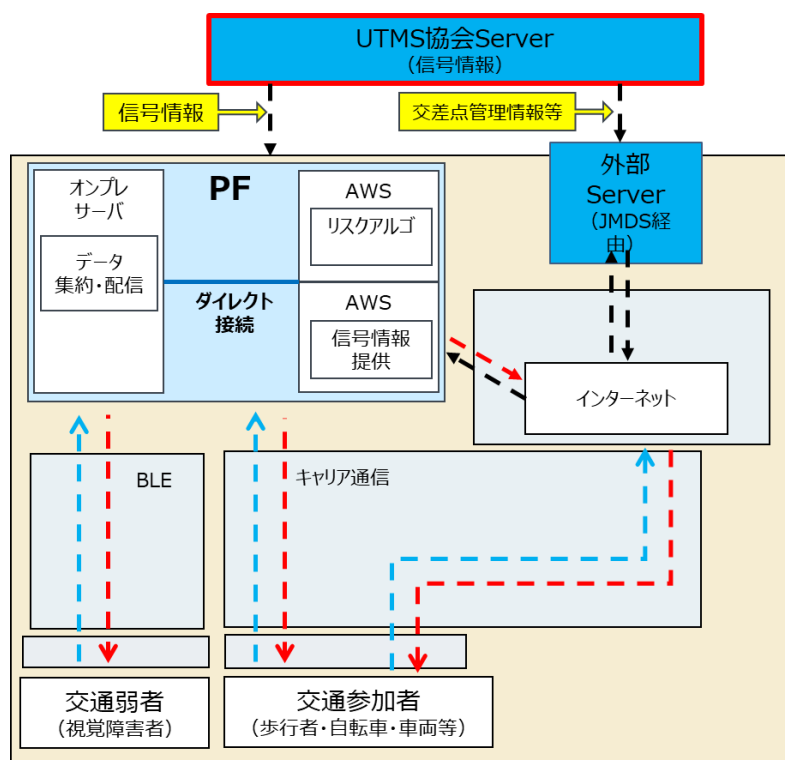 UTMS協会Server
（信号情報）
信号情報
交差点管理情報等
PF
オンプレ
サーバ
データ
集約・配信
AWS
リスクアルゴ
ダイレクト
接続
AWS
信号情報
提供
外部
Server
（JMDS経
由）
インターネット
BLE
キャリア通信
交通弱者
（視覚障害者）
交通参加者
（歩行者・自転車・車両等）